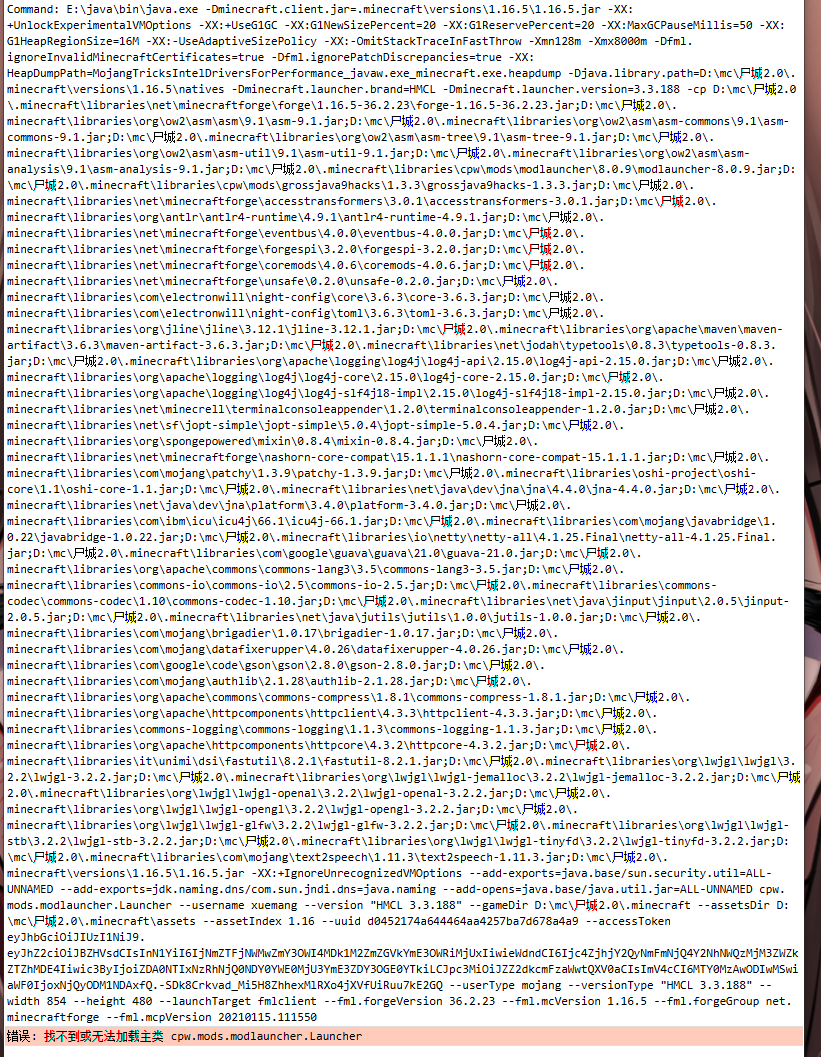 Command: E:\java\bin\java.exe -Dminecraft.client.jar=.minecraft\versions\1.16.5\1.16.5.jar -XX:
+UnlockExperimentalVMOptions -XX:+UseG1GC -XX:G1NewSizePercent=20 -XX:G1ReservePercent=20 -XX:MaxGCPauseMillis=50 -XX:
G1HeapRegionSize=16M -XX:-UseAdaptiveSizePolicy -XX:-OmitStackTraceInFastThrow -Xmn128m -Xmx8000m -Dfml.
ignoreInvalidMinecraftCertificates=true -Dfml.ignorePatchDiscrepancies=true -XX:
HeapDumpPath=MojangTricksIntelDriversForPerformance_javaw.exe_minecraft.exe.heapdump -Djava.library.path=D:\mc\尸城2.0\.
minecraft\versions\1.16.5\natives -Dminecraft.launcher.brand=HMCL -Dminecraft.launcher.version=3.3.188 -cp D:\mc\尸城2.0
\.minecraft\libraries\net\minecraftforge\forge\1.16.5-36.2.23\forge-1.16.5-36.2.23.jar;D:\mc\尸城2.0\.
minecraft\libraries\org\ow2\asm\asm\9.1\asm-9.1.jar;D:\mc\尸城2.0\.minecraft\libraries\org\ow2\asm\asm-commons\9.1\asm-
commons-9.1.jar;D:\mc\尸城2.0\.minecraft\libraries\org\ow2\asm\asm-tree\9.1\asm-tree-9.1.jar;D:\mc\尸城2.0\.
minecraft\libraries\org\ow2\asm\asm-util\9.1\asm-util-9.1.jar;D:\mc\尸城2.0\.minecraft\libraries\org\ow2\asm\asm-
analysis\9.1\asm-analysis-9.1.jar;D:\mc\尸城2.0\.minecraft\libraries\cpw\mods\modlauncher\8.0.9\modlauncher-8.0.9.jar;D:
\mc\尸城2.0\.minecraft\libraries\cpw\mods\grossjava9hacks\1.3.3\grossjava9hacks-1.3.3.jar;D:\mc\尸城2.0\.
minecraft\libraries\net\minecraftforge\accesstransformers\3.0.1\accesstransformers-3.0.1.jar;D:\mc\尸城2.0\.
minecraft\libraries\org\antlr\antlr4-runtime\4.9.1\antlr4-runtime-4.9.1.jar;D:\mc\尸城2.0\.
minecraft\libraries\net\minecraftforge\eventbus\4.0.0\eventbus-4.0.0.jar;D:\mc\尸城2.0\.
minecraft\libraries\net\minecraftforge\forgespi\3.2.0\forgespi-3.2.0.jar;D:\mc\尸城2.0\.
minecraft\libraries\net\minecraftforge\coremods\4.0.6\coremods-4.0.6.jar;D:\mc\尸城2.0\.
minecraft\libraries\net\minecraftforge\unsafe\0.2.0\unsafe-0.2.0.jar;D:\mc\尸城2.0\.
minecraft\libraries\com\electronwill\night-config\core\3.6.3\core-3.6.3.jar;D:\mc\尸城2.0\.
minecraft\libraries\com\electronwill\night-config\toml\3.6.3\toml-3.6.3.jar;D:\mc\尸城2.0\.
minecraft\libraries\org\jline\jline\3.12.1\jline-3.12.1.jar;D:\mc\尸城2.0\.minecraft\libraries\org\apache\maven\maven-
artifact\3.6.3\maven-artifact-3.6.3.jar;D:\mc\尸城2.0\.minecraft\libraries\net\jodah\typetools\0.8.3\typetools-0.8.3.
jar;D:\mc\尸城2.0\.minecraft\libraries\org\apache\logging\log4j\log4j-api\2.15.0\log4j-api-2.15.0.jar;D:\mc\尸城2.0\.
minecraft\libraries\org\apache\logging\log4j\log4j-core\2.15.0\log4j-core-2.15.0.jar;D:\mc\尸城2.0\.
minecraft\libraries\org\apache\logging\log4j\log4j-slf4j18-impl\2.15.0\log4j-slf4j18-impl-2.15.0.jar;D:\mc\尸城2.0\.
minecraft\libraries\net\minecrell\terminalconsoleappender\1.2.0\terminalconsoleappender-1.2.0.jar;D:\mc\尸城2.0\.
minecraft\libraries\net\sf\jopt-simple\jopt-simple\5.0.4\jopt-simple-5.0.4.jar;D:\mc\尸城2.0\.
minecraft\libraries\org\spongepowered\mixin\0.8.4\mixin-0.8.4.jar;D:\mc\尸城2.0\.
minecraft\libraries\net\minecraftforge\nashorn-core-compat\15.1.1.1\nashorn-core-compat-15.1.1.1.jar;D:\mc\尸城2.0\.
minecraft\libraries\com\mojang\patchy\1.3.9\patchy-1.3.9.jar;D:\mc\尸城2.0\.minecraft\libraries\oshi-project\oshi-
core\1.1\oshi-core-1.1.jar;D:\mc\尸城2.0\.minecraft\libraries\net\java\dev\jna\jna\4.4.0\jna-4.4.0.jar;D:\mc\尸城2.0\.
minecraft\libraries\net\java\dev\jna\platform\3.4.0\platform-3.4.0.jar;D:\mc\尸城2.0\.
minecraft\libraries\com\ibm\icu\icu4j\66.1\icu4j-66.1.jar;D:\mc\尸城2.0\.minecraft\libraries\com\mojang\javabridge\1.
0.22\javabridge-1.0.22.jar;D:\mc\尸城2.0\.minecraft\libraries\io\netty\netty-all\4.1.25.Final\netty-all-4.1.25.Final.
jar;D:\mc\尸城2.0\.minecraft\libraries\com\google\guava\guava\21.0\guava-21.0.jar;D:\mc\尸城2.0\.
minecraft\libraries\org\apache\commons\commons-lang3\3.5\commons-lang3-3.5.jar;D:\mc\尸城2.0\.
minecraft\libraries\commons-io\commons-io\2.5\commons-io-2.5.jar;D:\mc\尸城2.0\.minecraft\libraries\commons-
codec\commons-codec\1.10\commons-codec-1.10.jar;D:\mc\尸城2.0\.minecraft\libraries\net\java\jinput\jinput\2.0.5\jinput-
2.0.5.jar;D:\mc\尸城2.0\.minecraft\libraries\net\java\jutils\jutils\1.0.0\jutils-1.0.0.jar;D:\mc\尸城2.0\.
minecraft\libraries\com\mojang\brigadier\1.0.17\brigadier-1.0.17.jar;D:\mc\尸城2.0\.
minecraft\libraries\com\mojang\datafixerupper\4.0.26\datafixerupper-4.0.26.jar;D:\mc\尸城2.0\.
minecraft\libraries\com\google\code\gson\gson\2.8.0\gson-2.8.0.jar;D:\mc\尸城2.0\.
minecraft\libraries\com\mojang\authlib\2.1.28\authlib-2.1.28.jar;D:\mc\尸城2.0\.
minecraft\libraries\org\apache\commons\commons-compress\1.8.1\commons-compress-1.8.1.jar;D:\mc\尸城2.0\.
minecraft\libraries\org\apache\httpcomponents\httpclient\4.3.3\httpclient-4.3.3.jar;D:\mc\尸城2.0\.
minecraft\libraries\commons-logging\commons-logging\1.1.3\commons-logging-1.1.3.jar;D:\mc\尸城2.0\.
minecraft\libraries\org\apache\httpcomponents\httpcore\4.3.2\httpcore-4.3.2.jar;D:\mc\尸城2.0\.
minecraft\libraries\it\unimi\dsi\fastutil\8.2.1\fastutil-8.2.1.jar;D:\mc\尸城2.0\.minecraft\libraries\org\lwjgl\lwjgl\3.
2.2\lwjgl-3.2.2.jar;D:\mc\尸城2.0\.minecraft\libraries\org\lwjgl\lwjgl-jemalloc\3.2.2\lwjgl-jemalloc-3.2.2.jar;D:\mc\尸城
2.0\.minecraft\libraries\org\lwjgl\lwjgl-openal\3.2.2\lwjgl-openal-3.2.2.jar;D:\mc\尸城2.0\.
minecraft\libraries\org\lwjgl\lwjgl-opengl\3.2.2\lwjgl-opengl-3.2.2.jar;D:\mc\尸城2.0\.
minecraft\libraries\org\lwjgl\lwjgl-glfw\3.2.2\lwjgl-glfw-3.2.2.jar;D:\mc\尸城2.0\.minecraft\libraries\org\lwjgl\lwjgl-
stb\3.2.2\lwjgl-stb-3.2.2.jar;D:\mc\尸城2.0\.minecraft\libraries\org\lwjgl\lwjgl-tinyfd\3.2.2\lwjgl-tinyfd-3.2.2.jar;D:
\mc\尸城2.0\.minecraft\libraries\com\mojang\text2speech\1.11.3\text2speech-1.11.3.jar;D:\mc\尸城2.0\.
minecraft\versions\1.16.5\1.16.5.jar -XX:+IgnoreUnrecognizedVMOptions --add-exports=java.base/sun.security.util=ALL-
UNNAMED --add-exports=jdk.naming.dns/com.sun.jndi.dns=java.naming --add-opens=java.base/java.util.jar=ALL-UNNAMED cpw.
mods.modlauncher.Launcher --username xuemang --version "HMCL 3.3.188" --gameDir D:\mc\尸城2.0\.minecraft --assetsDir D:
\mc\尸城2.0\.minecraft\assets --assetIndex 1.16 --uuid d0452174a644464aa4257ba7d678a4a9 --accessToken
eyJhbGciOiJIUzI1NiJ9.
--userType mojang --versionType "HMCL 3.3.188" --
width 854 --height 480 --launchTarget fmlclient --fml.forgeVersion 36.2.23 --fml.mcVersion 1.16.5 --fml.forgeGroup net.
minecraftforge --fml.mcpVersion 20210115.111550
错误: 找不到或无法加载主类 cpw.mods.modlauncher.Launcher